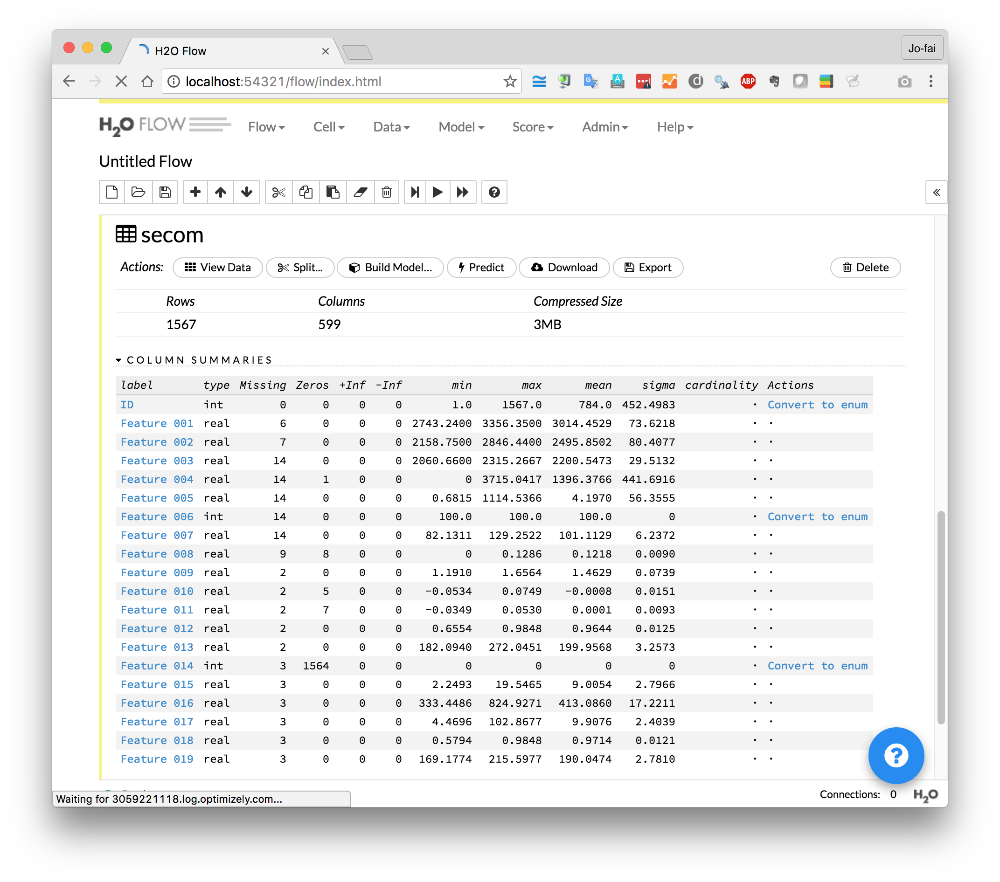 H2O Flow
Jo-fai
localhost:54321/flow/index.html
H2O FLOW Flow Cell Data Model Score Admin Help
Untitled Flow
secom
Actions: View Data Split... Build Model... Predict Download Export Delete
Rows Columns Compressed Size
1567 599 3MB
COLUMN SUMMARIES
label type Missing Zeros +Inf -Inf min max mean sigma cardinality Actions
ID int 0 0 0 0 1.0 1567.0 784.0 452.4983 · Convert to enum
Feature 001 real 6 0 0 0 2743.2400 3356.3500 3014.4529 73.6218 · ·
Feature 002 real 7 0 0 0 2158.7500 2846.4400 2495.8502 80.4077 · ·
Feature 003 real 14 0 0 0 2060.6600 2315.2667 2200.5473 29.5132 · ·
Feature 004 real 14 1 0 0 0 3715.0417 1396.3766 441.6916 · ·
Feature 005 real 14 0 0 0 0.6815 1114.5366 4.1970 56.3555 · ·
Feature 006 int 14 0 0 0 100.0 100.0 100.0 0 · Convert to enum
Feature 007 real 14 0 0 0 82.1311 129.2522 101.1129 6.2372 · ·
Feature 008 real 9 8 0 0 0 0.1286 0.1218 0.0090 · ·
Feature 009 real 2 0 0 0 1.1910 1.6564 1.4629 0.0739 · ·
Feature 010 real 2 5 0 0 -0.0534 0.0749 -0.0008 0.0151 · ·
Feature 011 real 2 7 0 0 -0.0349 0.0530 0.0001 0.0093 · ·
Feature 012 real 2 0 0 0 0.6554 0.9848 0.9644 0.0125 · ·
Feature 013 real 2 0 0 0 182.0940 272.0451 199.9568 3.2573 · ·
Feature 014 int 3 1564 0 0 0 0 0 0 · Convert to enum
Feature 015 real 3 0 0 0 2.2493 19.5465 9.0054 2.7966 · ·
Feature 016 real 3 0 0 0 333.4486 824.9271 413.0860 17.2211 · ·
Feature 017 real 3 0 0 0 4.4696 102.8677 9.9076 2.4039 · ·
Feature 018 real 3 0 0 0 0.5794 0.9848 0.9714 0.0121 · ·
Feature 019 real 3 0 0 0 169.1774 215.5977 190.0474 2.7810 · ·
Waiting for 3059221118.log.optimizely.com...
Connections: 0 H2O